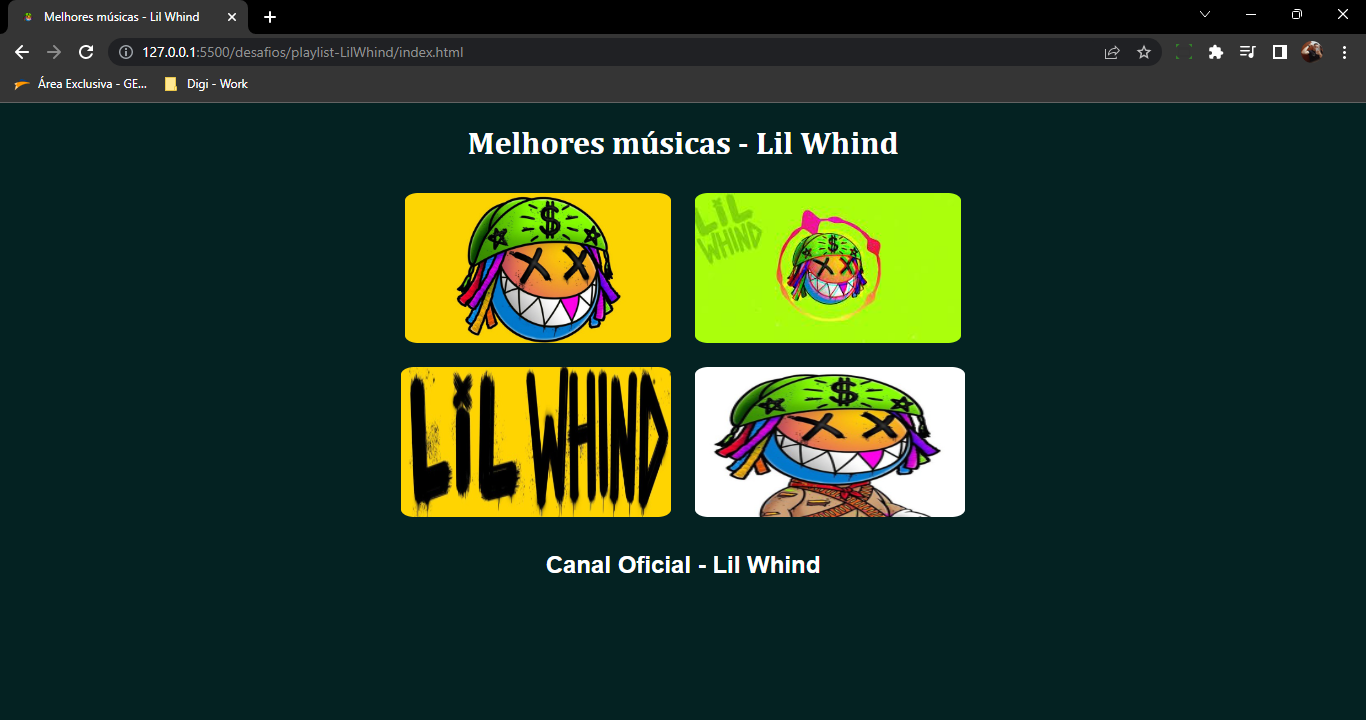 Melhores músicas - Lil Whind
127.0.0.1:5500/desafios/playlist-LilWhind/index.html
Área Exclusiva - GE...
Digi - Work
Melhores músicas - Lil Whind
$
LIL
WHIND
$
LiL WHIND
$
Canal Oficial - Lil Whind